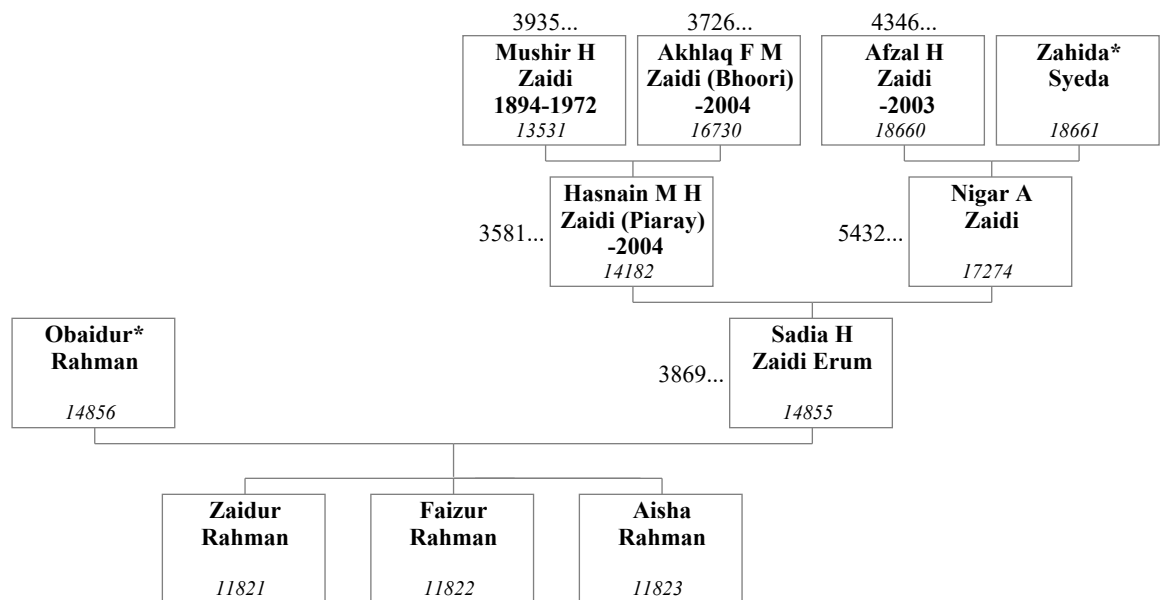 3935...
3726...
4346...
Mushir H
Zaidi
1894-1972
13531
Akhlaq F M
Zaidi (Bhoori)
-2004
16730
Afzal H
Zaidi
-2003
18660
Zahida*
Syeda
18661
3581...
Hasnain M H
Zaidi (Piaray)
-2004
14182
5432...
Nigar A
Zaidi
17274
Obaidur*
Rahman
14856
3869...
Sadia H
Zaidi Erum
14855
Zaidur
Rahman
11821
Faizur
Rahman
11822
Aisha
Rahman
11823